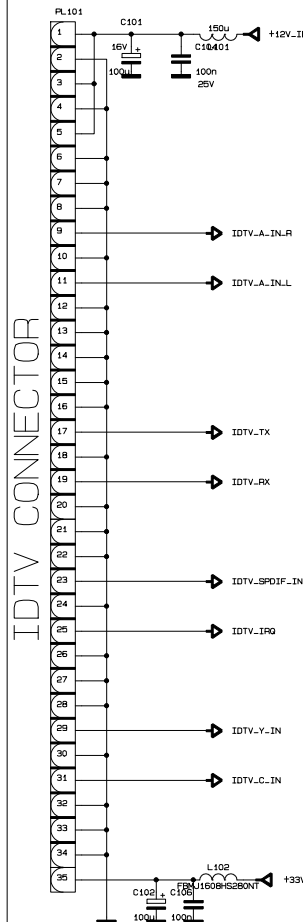 PL101
C101
150u
+12V_I
16V
C104
L101
100u
100n
25V
1
2
3
4
5
6
7
8
9
IDTV_A_IN_R
10
11
IDTV_A_IN_L
12
13
14
15
16
17
IDTV_TX
18
19
IDTV_RX
20
21
22
23
IDTV_SPDIF_IN
24
25
IDTV_IRQ
26
27
28
29
IDTV_Y_IN
30
31
IDTV_C_IN
32
33
34
35
IDTV CONNECTOR
L102
+33V
FBMJ1608HS280NT
C102
C106
100u
100n